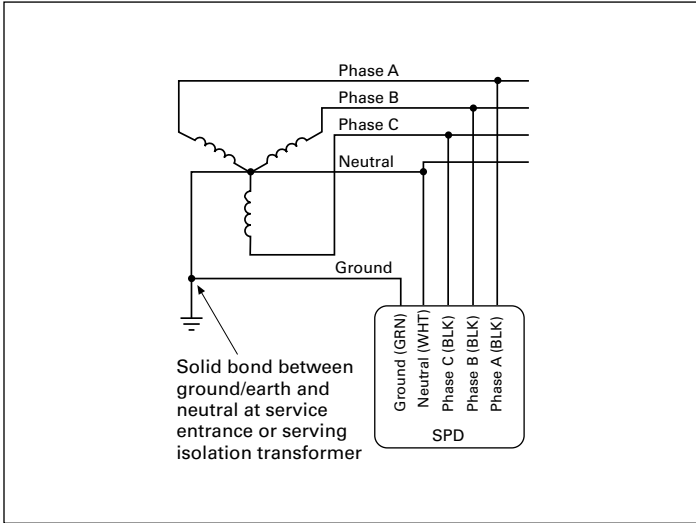 Phase A
Phase B
Phase C
Neutral
Ground
Ground (GRN)
Neutral (WHT)
Phase C (BLK)
Phase B (BLK)
Phase A (BLK)
SPD
Solid bond between
ground/earth and
neutral at service
entrance or serving
isolation transformer